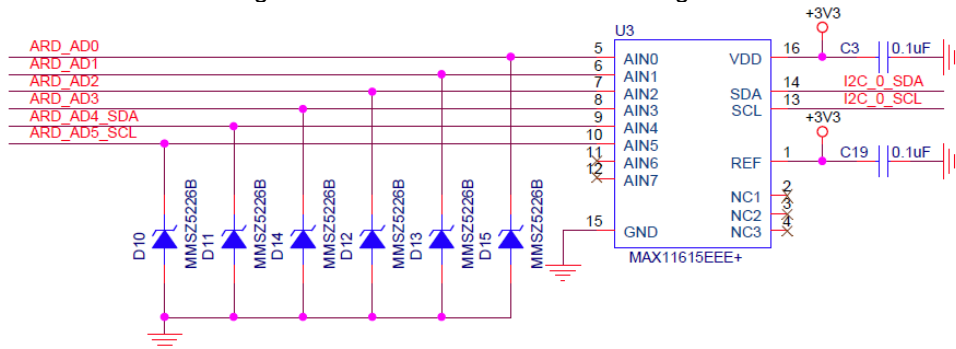 +3V3
U3
ARD_AD0 5 AIN0 VDD 16 C3 0.1uF
ARD_AD1 6 AIN1
ARD_AD2 7 AIN2 SDA 14 I2C_0_SDA
ARD_AD3 8 AIN3 SCL 13 I2C_0_SCL
ARD_AD4_SDA 9 AIN4 +3V3
ARD_AD5_SCL 10 AIN5
11 AIN6 REF 1 C19 0.1uF
12 AIN7
NC1 2
NC2 3
NC3 4
15 GND
MAX11615EEE+
D10 MMSZ5226B
D11 MMSZ5226B
D14 MMSZ5226B
D12 MMSZ5226B
D13 MMSZ5226B
D15 MMSZ5226B